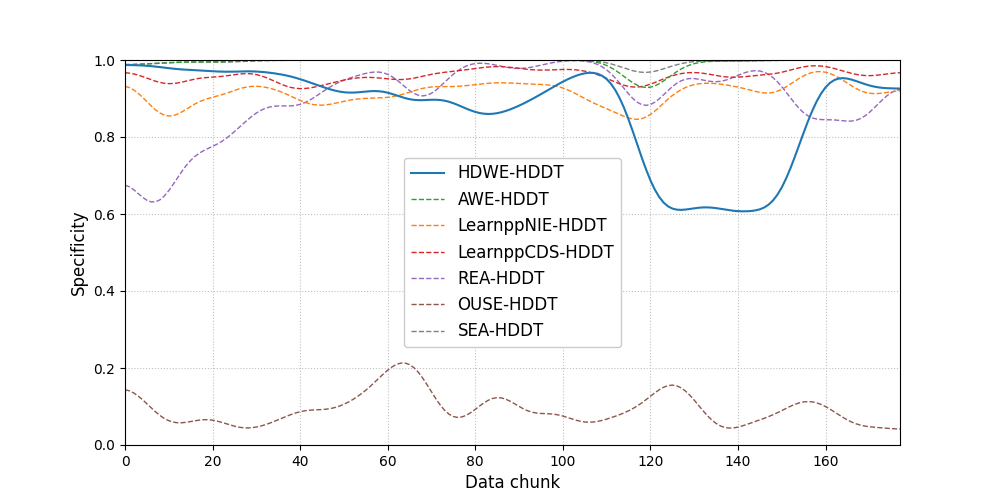 1.0
0.8
0.6
0.4
0.2
0.0
Specificity
HDWE-HDDT
AWE-HDDT
LearnppNIE-HDDT
LearnppCDS-HDDT
REA-HDDT
OUSE-HDDT
SEA-HDDT
0 20 40 60 80 100 120 140 160
Data chunk